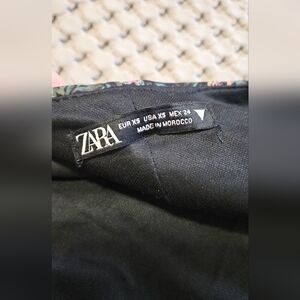 ZARA
EUR XS USA XS MEX 24
MADE IN MOROCCO